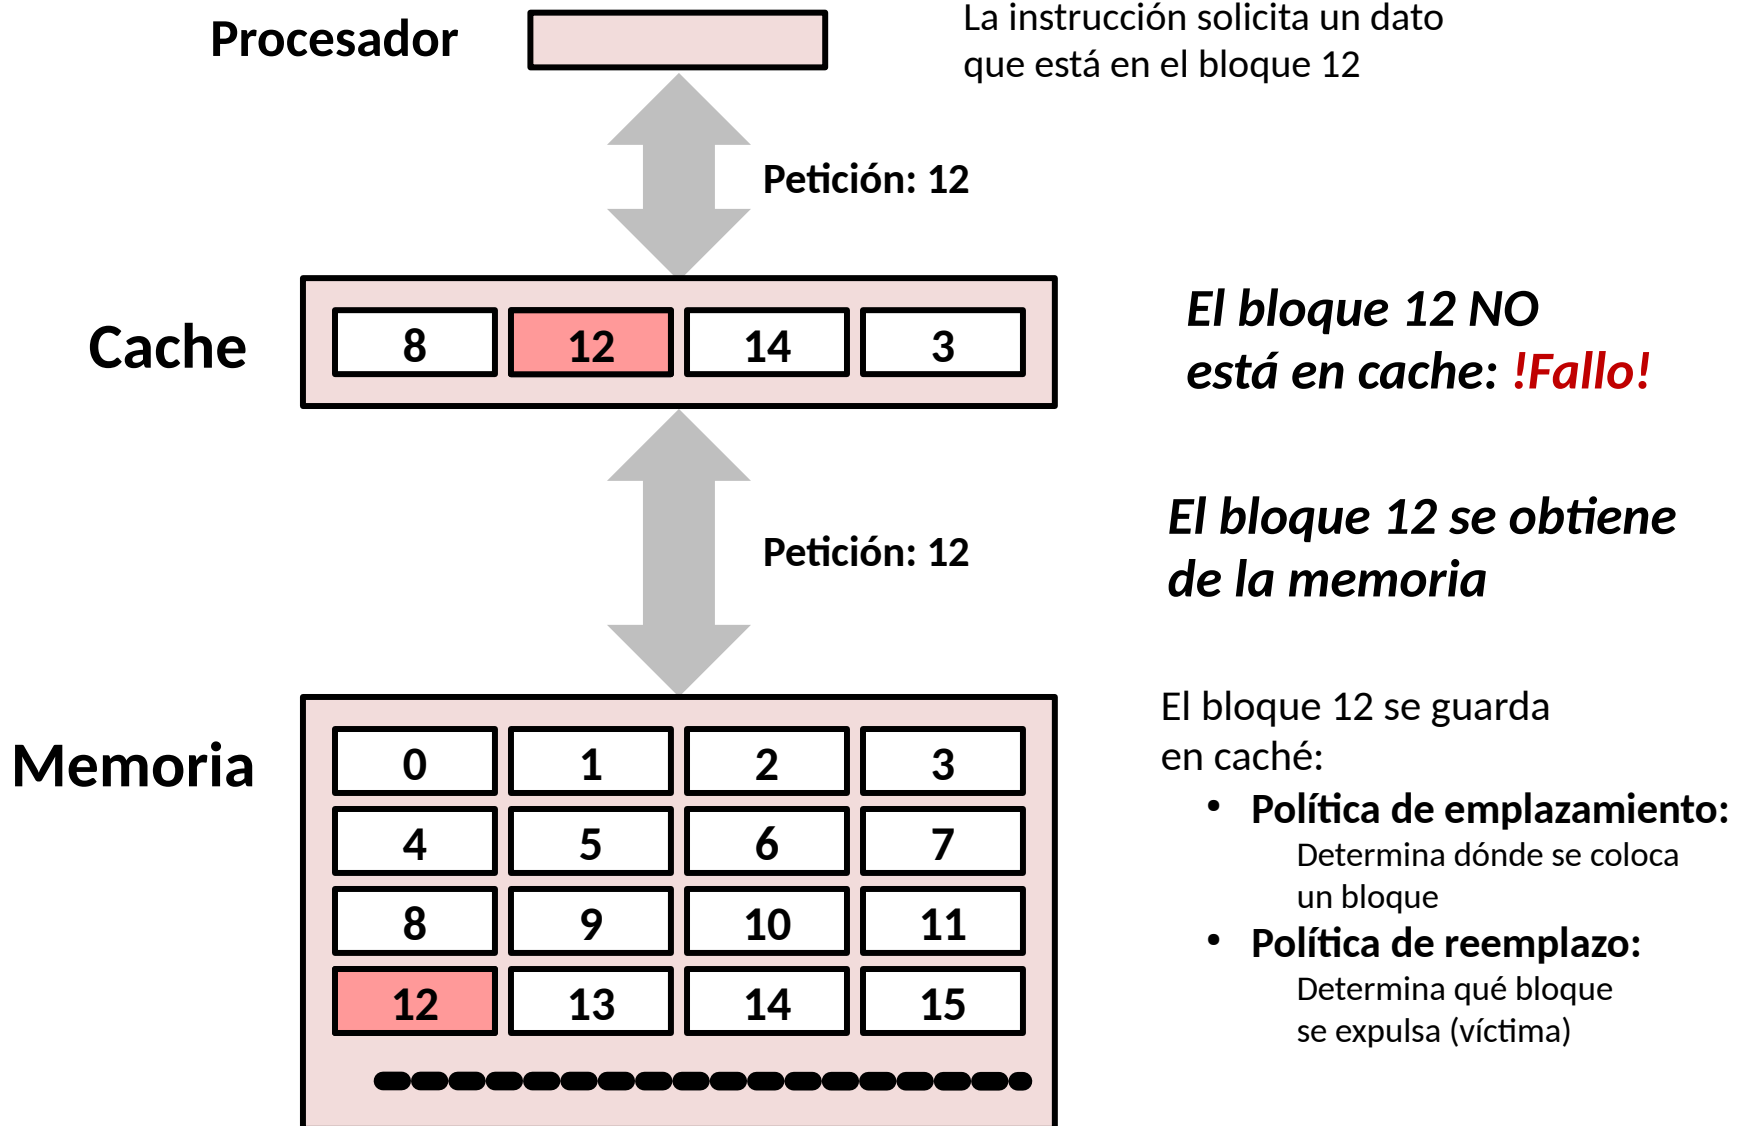 Procesador
La instrucción solicita un dato
que está en el bloque 12
Petición: 12
Cache
8 12 14 3
El bloque 12 NO
está en cache: !Fallo!
Petición: 12
El bloque 12 se obtiene
de la memoria
Memoria
0 1 2 3
4 5 6 7
8 9 10 11
12 13 14 15
El bloque 12 se guarda
en caché:
• Política de emplazamiento:
Determina dónde se coloca
un bloque
• Política de reemplazo:
Determina qué bloque
se expulsa (víctima)